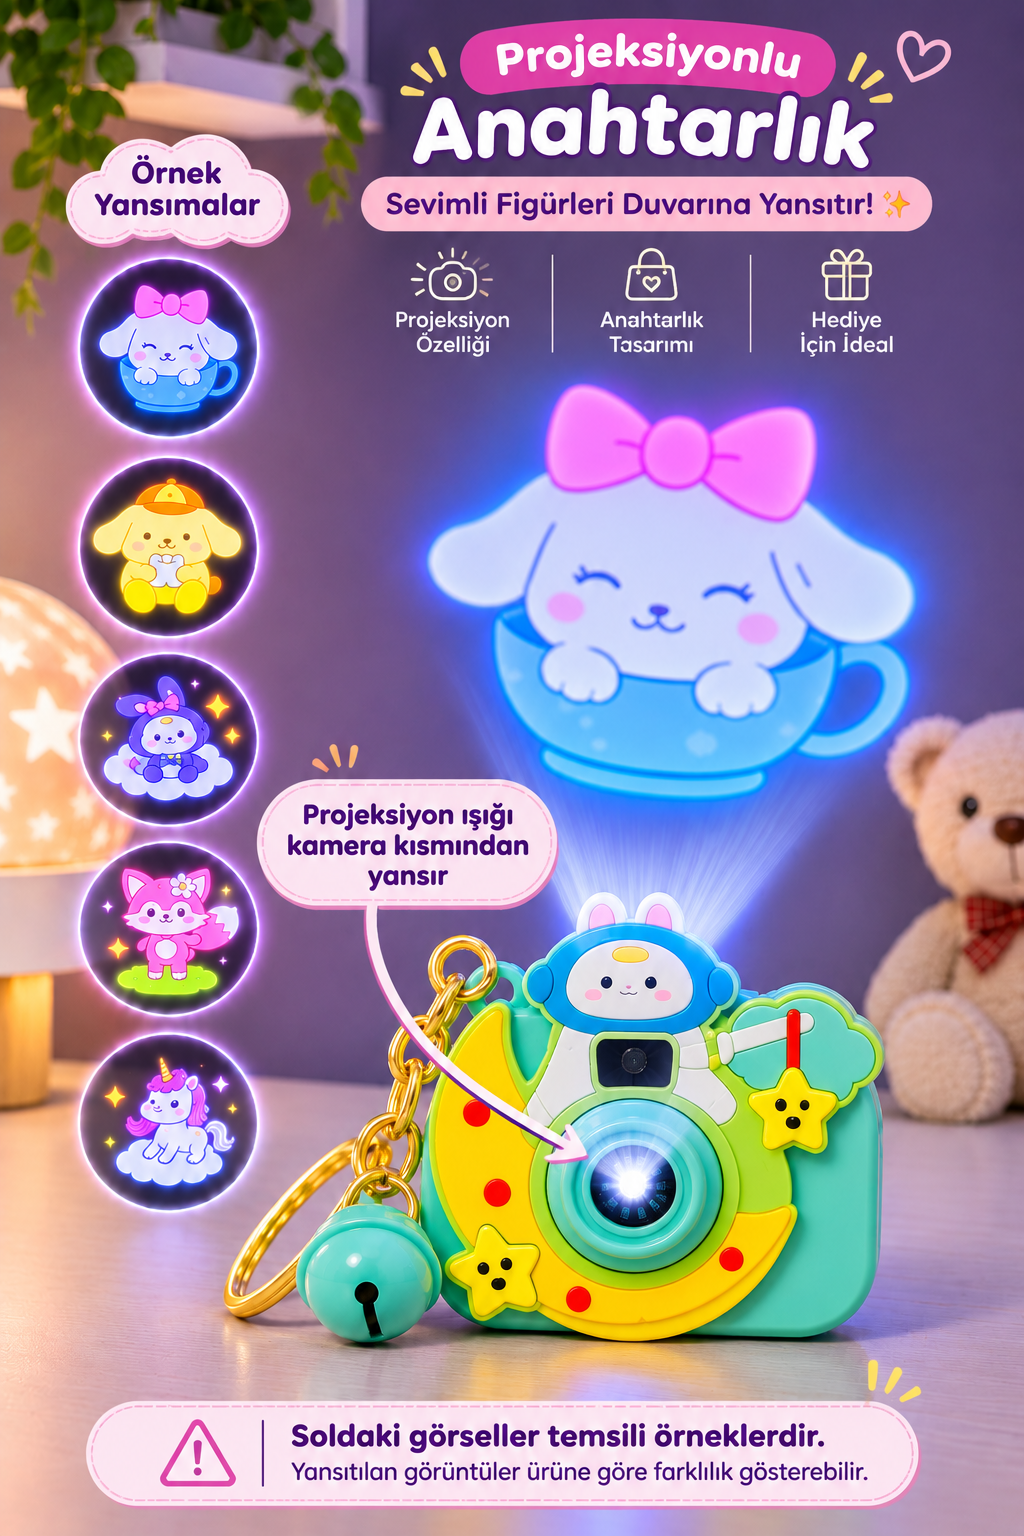 Projeksiyonlu
Anahtarlık
Sevimli Figürleri Duvarına Yansıtır!
Örnek
Yansımalar
Projeksiyon
Özelliği
Anahtarlık
Tasarımı
Hediye
İçin İdeal
Projeksiyon ışığı
kamera kısmından
yansır
Soldaki görseller temsili örneklerdir.
Yansıtılan görüntüler ürüne göre farklılık gösterebilir.